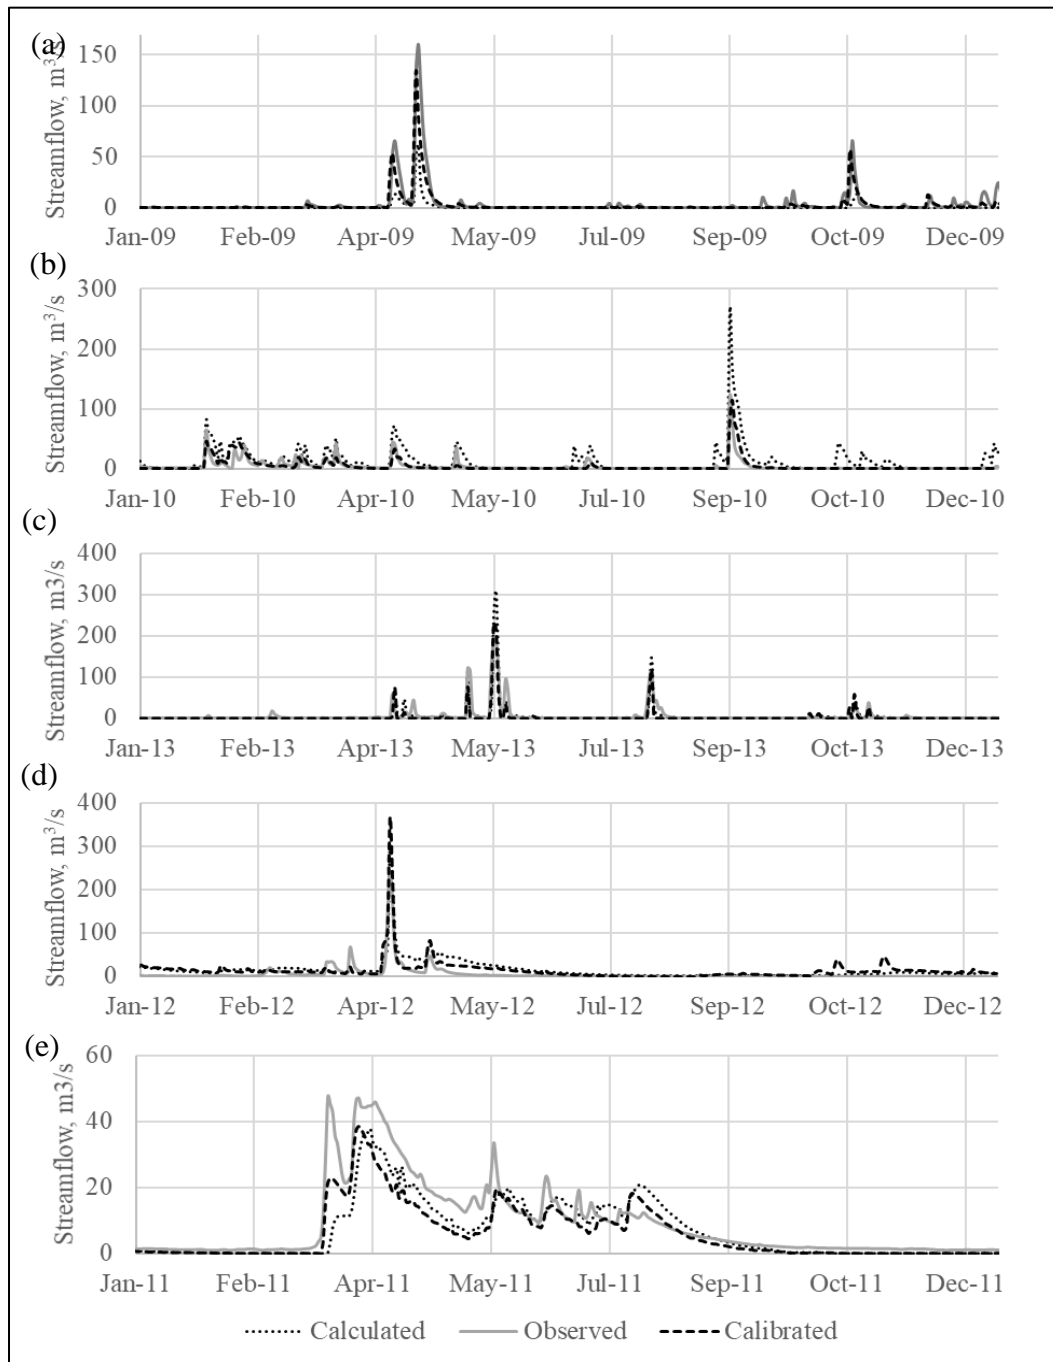 (a)
Streamflow, m³/s
150
100
50
0
Jan-09 Feb-09 Apr-09 May-09 Jul-09 Sep-09 Oct-09 Dec-09
(b)
Streamflow, m³/s
300
200
100
0
Jan-10 Feb-10 Apr-10 May-10 Jul-10 Sep-10 Oct-10 Dec-10
(c)
Streamflow, m3/s
400
300
200
100
0
Jan-13 Feb-13 Apr-13 May-13 Jul-13 Sep-13 Oct-13 Dec-13
(d)
Streamflow, m³/s
400
300
200
100
0
Jan-12 Feb-12 Apr-12 May-12 Jul-12 Sep-12 Oct-12 Dec-12
(e)
Streamflow, m3/s
60
40
20
0
Jan-11 Feb-11 Apr-11 May-11 Jul-11 Sep-11 Oct-11 Dec-11
Calculated Observed Calibrated